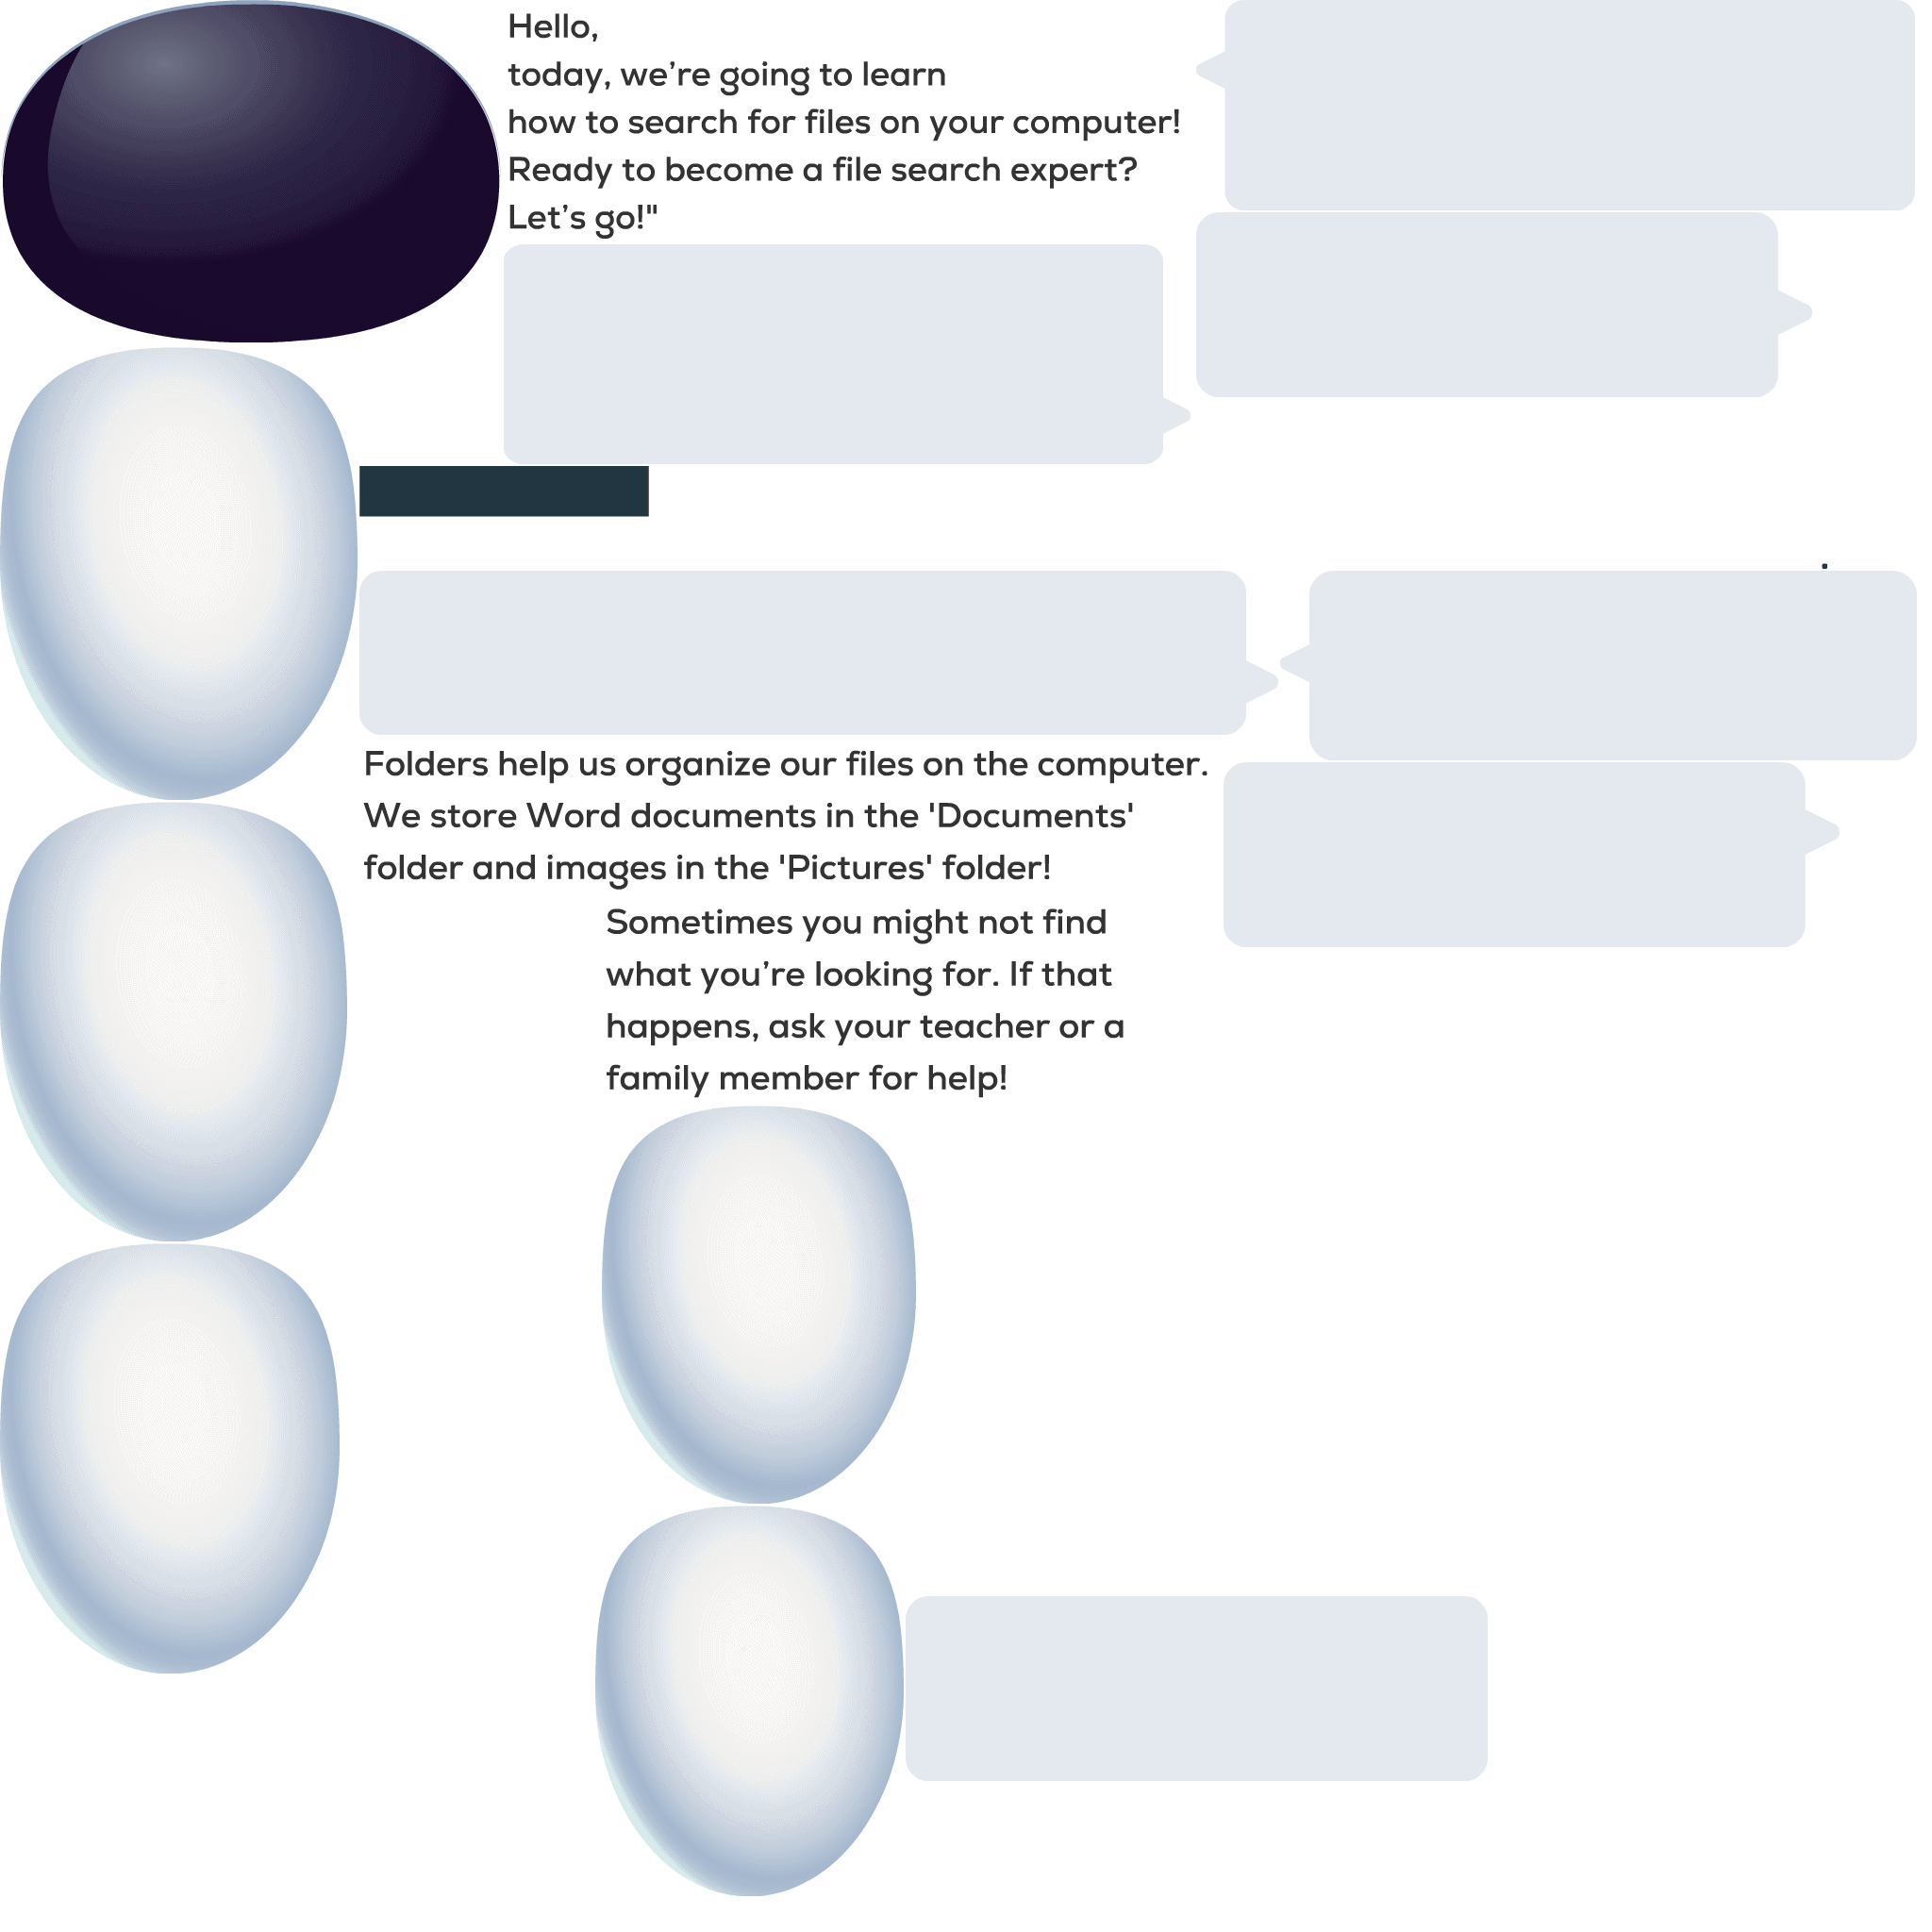 Hello,
today, we’re going to learn
how to search for files on your computer!
Ready to become a file search expert?
Let’s go!"
Folders help us organize our files on the computer.
We store Word documents in the 'Documents'
folder and images in the 'Pictures' folder!
Sometimes you might not find
what you’re looking for. If that
happens, ask your teacher or a
family member for help!